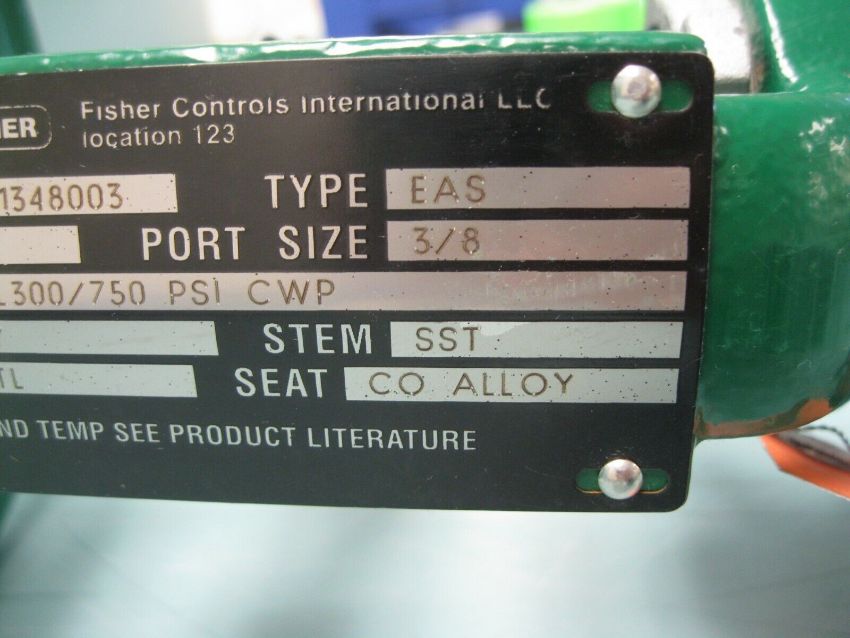 HER
Fisher Controls International LLC
location 123
1348003 TYPE EAS
PORT SIZE 3/8
L300/750 PSI CWP
STEM SST
TL SEAT CO ALLOY
ND TEMP SEE PRODUCT LITERATURE